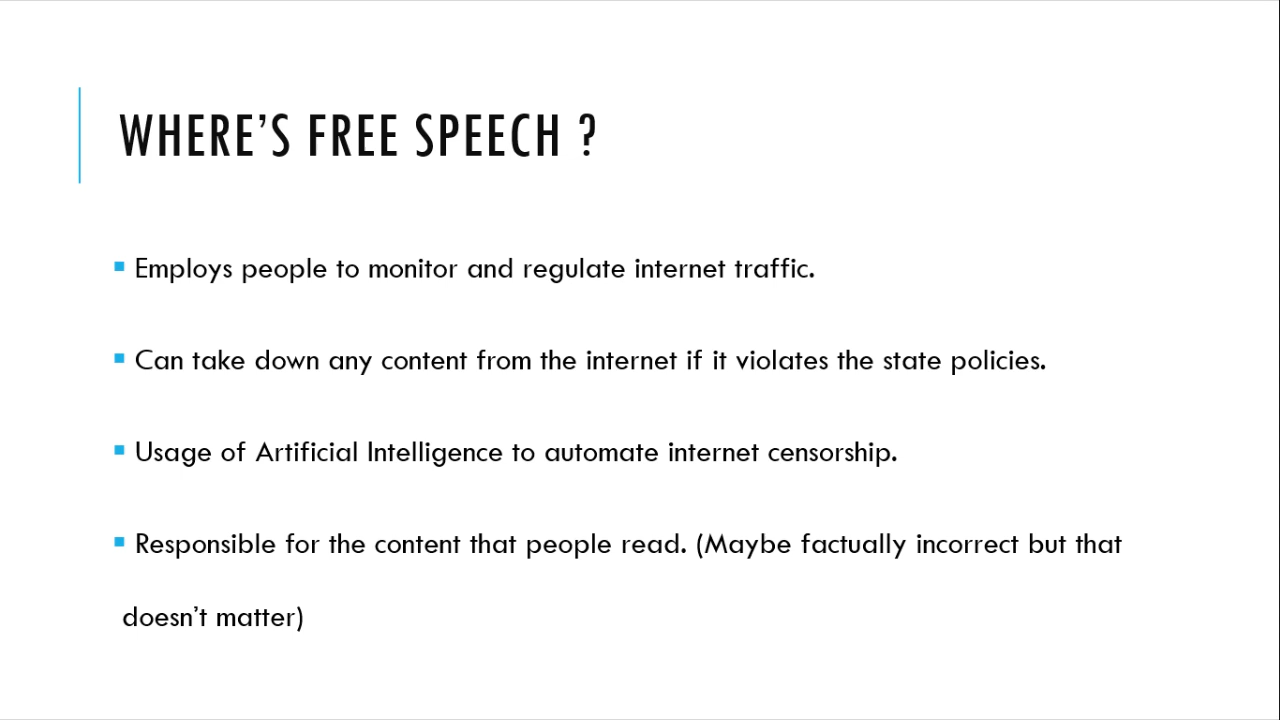 WHERE'S FREE SPEECH ?
▪ Employs people to monitor and regulate internet traffic.
▪ Can take down any content from the internet if it violates the state policies.
▪ Usage of Artificial Intelligence to automate internet censorship.
▪ Responsible for the content that people read. (Maybe factually incorrect but that
doesn't matter)